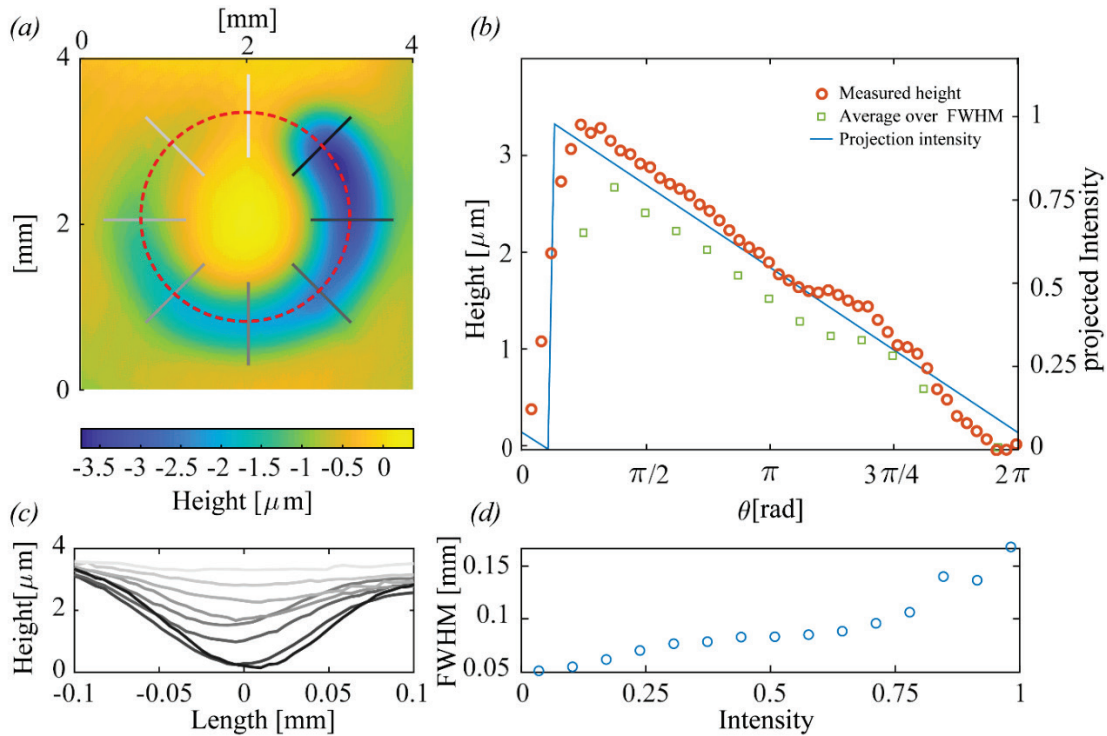 (a)
[mm]
0 2 4
4
2
0
[mm]
-3.5 -3 -2.5 -2 -1.5 -1 -0.5 0
Height [μm]
(b)
Measured height
Average over FWHM
Projection intensity
3
2
1
0
Height [μm]
1
0.75
0.5
0.25
0
projected Intensity
0 π/2 π 3π/4 2π
θ[rad]
(c)
4
2
0
Height[μm]
-0.1 -0.05 0 0.05 0.1
Length [mm]
(d)
0.15
0.1
0.05
FWHM [mm]
0 0.25 0.5 0.75 1
Intensity